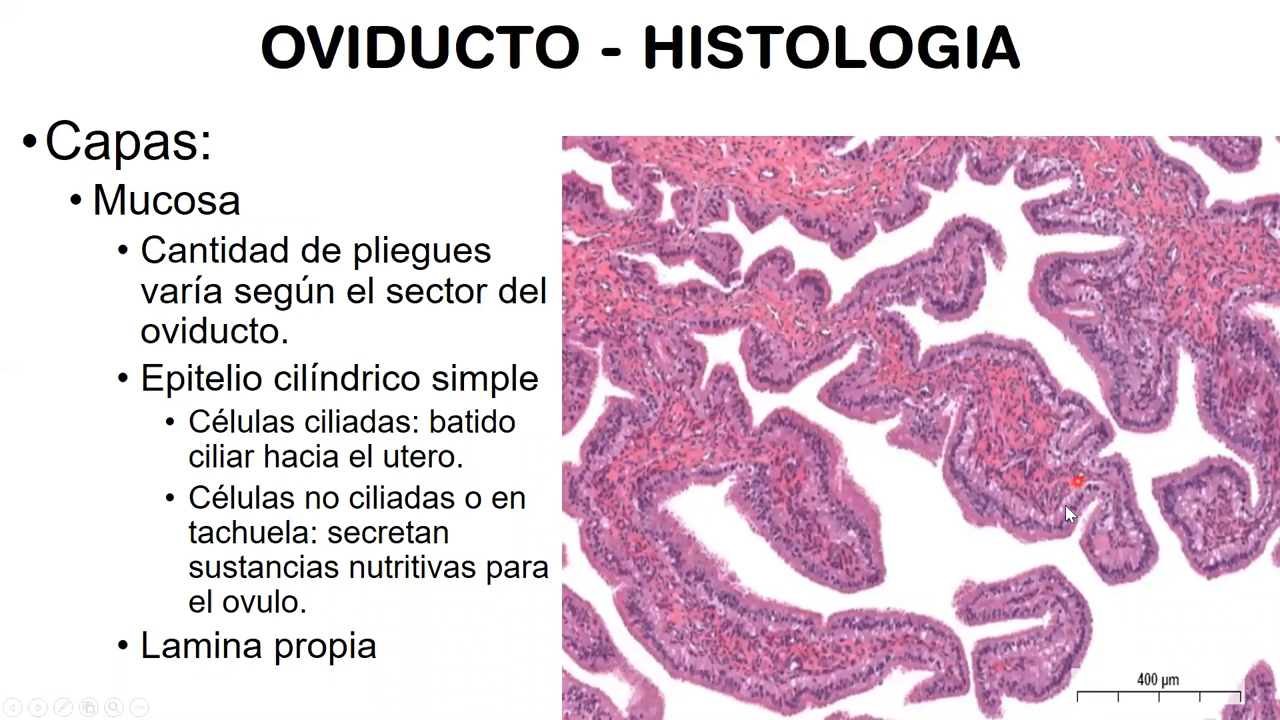 OVIDUCTO - HISTOLOGIA
• Capas:
• Mucosa
• Cantidad de pliegues
varía según el sector del
oviducto.
• Epitelio cilíndrico simple
• Células ciliadas: batido
ciliar hacia el utero.
• Células no ciliadas o en
tachuela: secretan
sustancias nutritivas para
el ovulo.
• Lamina propia
400 µm